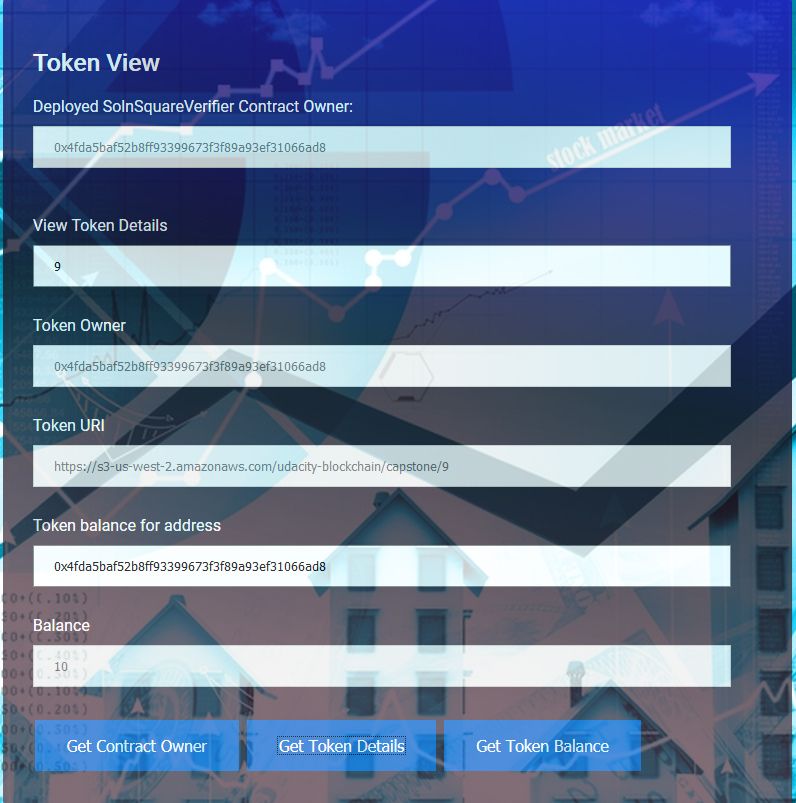 Token View
Deployed SolnSquareVerifier Contract Owner:
0x4fda5baf52b8ff93399673f3f89a93ef31066ad8
stock market
View Token Details
9
Token Owner
0x4fda5baf52b8ff93399673f3f89a93ef31066ad8
Token URI
https://s3-us-west-2.amazonaws.com/udacity-blockchain/capstone/9
Token balance for address
0x4fda5baf52b8ff93399673f3f89a93ef31066ad8
Balance
10
Get Contract Owner Get Token Details Get Token Balance